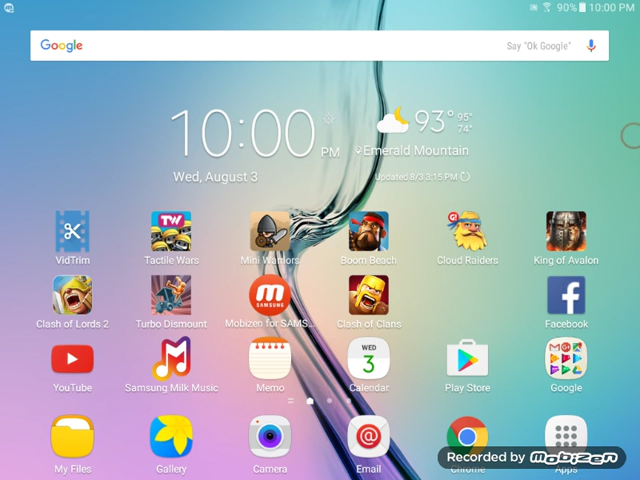 90% 10:00 PM
Google Say "Ok Google"
10:00 PM
93° 95° 74°
Emerald Mountain
Wed, August 3
Updated 8/3 3:15 PM
VidTrim
TW
Tactile Wars
Mini Warriors
Boom Beach
G!
Cloud Raiders
King of Avalon
Clash of Lords 2
Turbo Dismount
m
SAMSUNG
Mobizen for SAMS...
Clash of Clans
Facebook
YouTube
Samsung Milk Music
Memo
WED
3
Calendar
Play Store
Google
My Files
Gallery
Camera
Email
Chrome
Apps
Recorded by Mobizen